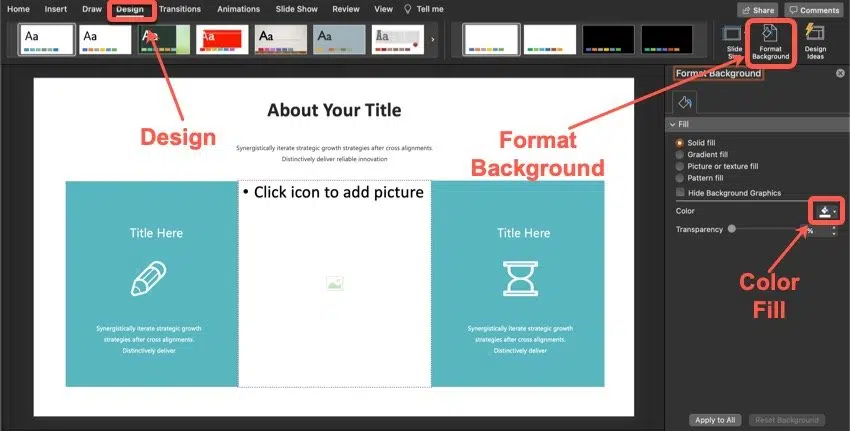 Home Insert Draw Design Transitions Animations Slide Show Review View Tell me Share Comments
Aa Aa Aa Aa Aa Aa Aa
Slide
Format
Background
Design
Ideas
Format Background
Fill
Solid fill
Gradient fill
Picture or texture fill
Pattern fill
Hide Background Graphics
Color
Transparency %
Apply to All Reset Background
Design
Format
Background
Color
Fill
About Your Title
Synergistically iterate strategic growth strategies after cross alignments.
Distinctively deliver reliable innovation
• Click icon to add picture
Title Here
Synergistically iterate strategic growth
strategies after cross alignments.
Distinctively deliver
Title Here
Synergistically iterate strategic growth
strategies after cross alignments.
Distinctively deliver